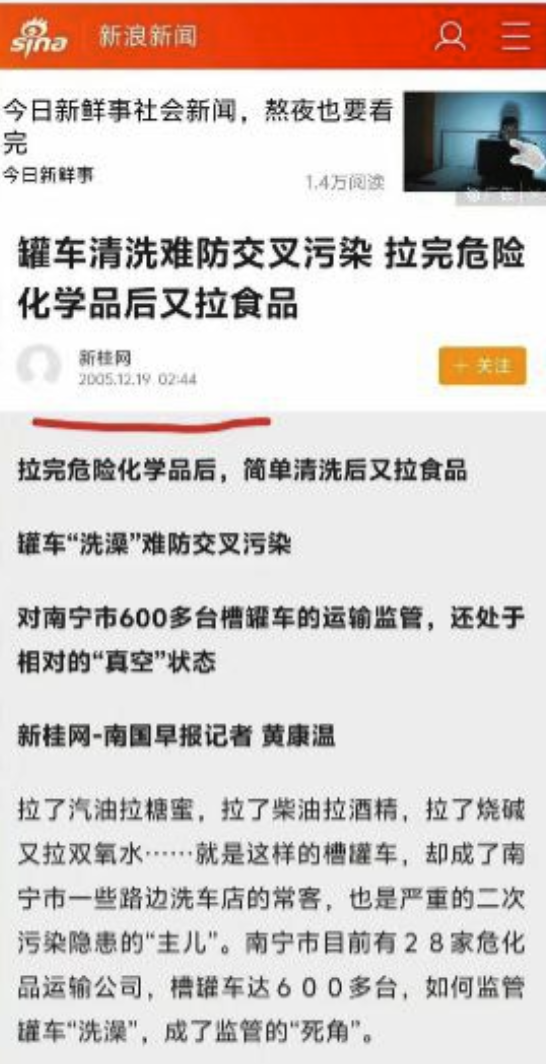 sina 新浪新闻
今日新鲜事社会新闻，熬夜也要看
完
今日新鲜事
1.4万阅读
广告
罐车清洗难防交叉污染 拉完危险
化学品后又拉食品
新桂网
2005.12.19 02:44
+ 关注
拉完危险化学品后，简单清洗后又拉食品
罐车“洗澡”难防交叉污染
对南宁市600多台槽罐车的运输监管，还处于
相对的“真空”状态
新桂网-南国早报记者 黄康温
拉了汽油拉糖蜜，拉了柴油拉酒精，拉了烧碱
又拉双氧水……就是这样的槽罐车，却成了南
宁市一些路边洗车店的常客，也是严重的二次
污染隐患的“主儿”。南宁市目前有２８家危化
品运输公司，槽罐车达６００多台，如何监管
罐车“洗澡”，成了监管的“死角”。